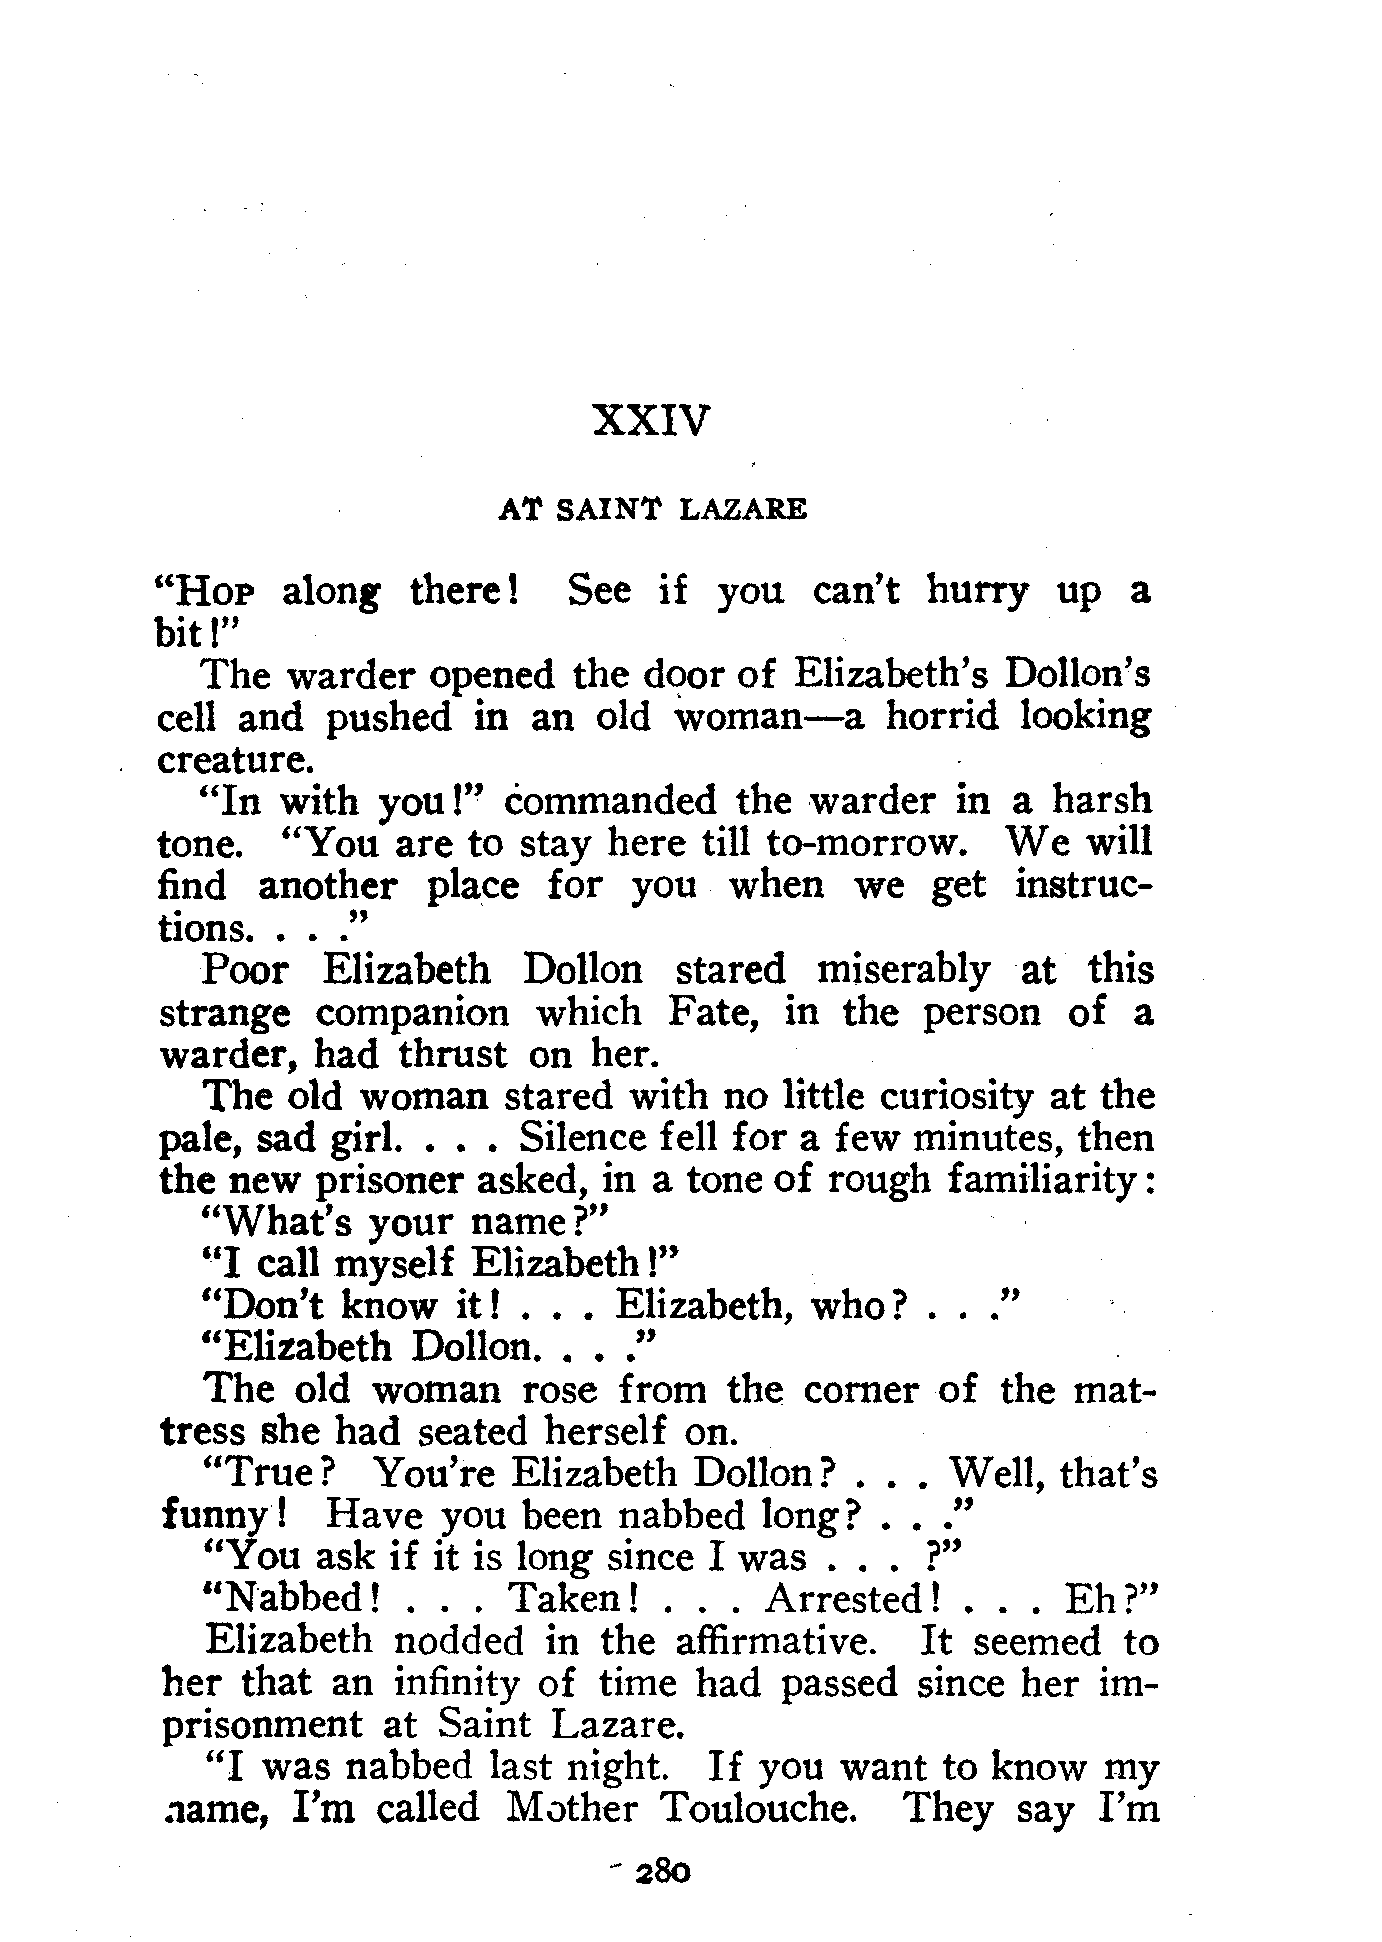 XXIV
AT SAINT LAZARE
“HOP along there! See if you can't hurry up a
bit!”
The warder opened the door of Elizabeth's Dollon's
cell and pushed in an old woman—a horrid looking
creature.
“In with you!” commanded the warder in a harsh
tone. “You are to stay here till to-morrow. We will
find another place for you when we get instruc-
tions. . . .”
Poor Elizabeth Dollon stared miserably at this
strange companion which Fate, in the person of a
warder, had thrust on her.
The old woman stared with no little curiosity at the
pale, sad girl. . . . Silence fell for a few minutes, then
the new prisoner asked, in a tone of rough familiarity:
“What's your name?”
“I call myself Elizabeth!”
“Don't know it! . . . Elizabeth, who? . . .”
“Elizabeth Dollon. . . .”
The old woman rose from the corner of the mat-
tress she had seated herself on.
“True? You're Elizabeth Dollon? . . . Well, that's
funny! Have you been nabbed long? . . .”
“You ask if it is long since I was . . . ?”
“Nabbed! . . . Taken! . . . Arrested! . . . Eh?”
Elizabeth nodded in the affirmative. It seemed to
her that an infinity of time had passed since her im-
prisonment at Saint Lazare.
“I was nabbed last night. If you want to know my
name, I'm called Mother Toulouche. They say I'm
280